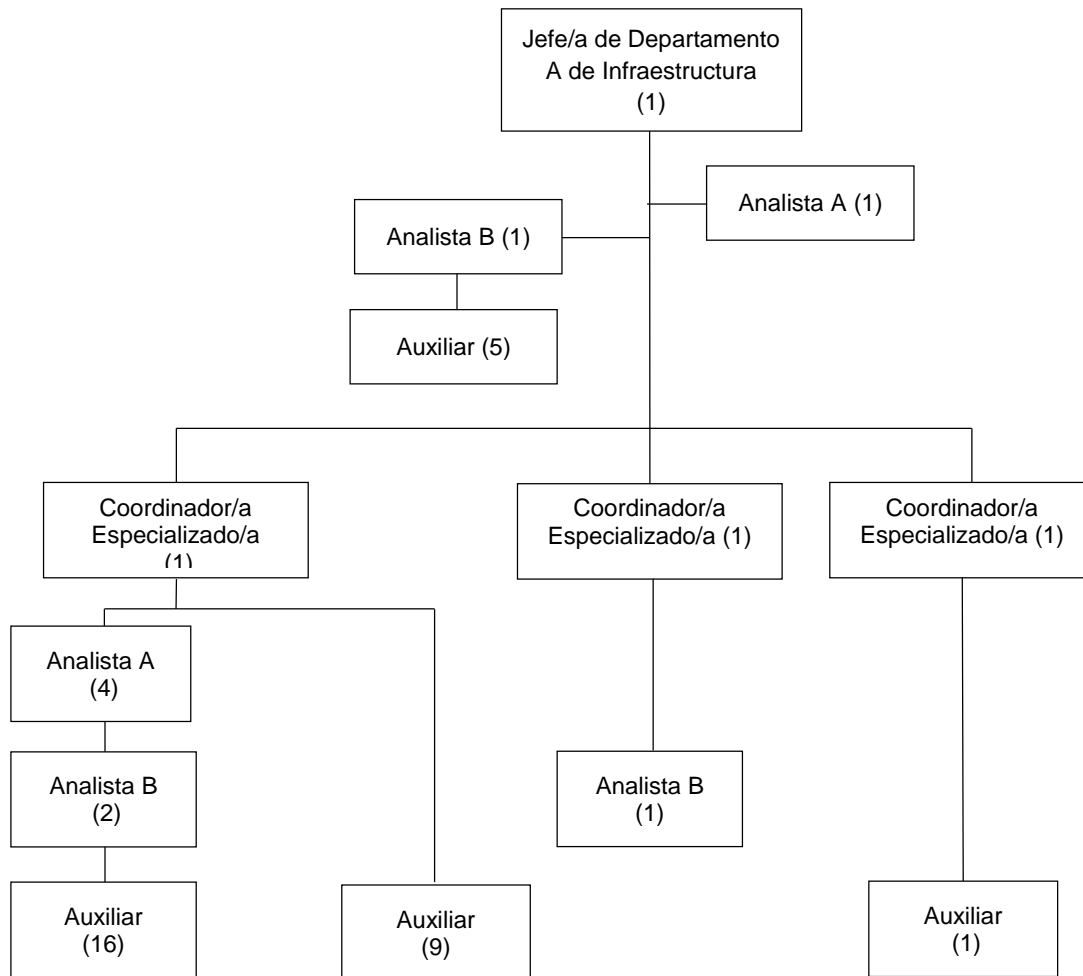 Jefe/a de Departamento
A de Infraestructura
(1)
Analista A (1)
Analista B (1)
Auxiliar (5)
Coordinador/a
Especializado/a
(1)
Coordinador/a
Especializado/a (1)
Coordinador/a
Especializado/a (1)
Analista A
(4)
Analista B
(2)
Analista B
(1)
Auxiliar
(16)
Auxiliar
(9)
Auxiliar
(1)